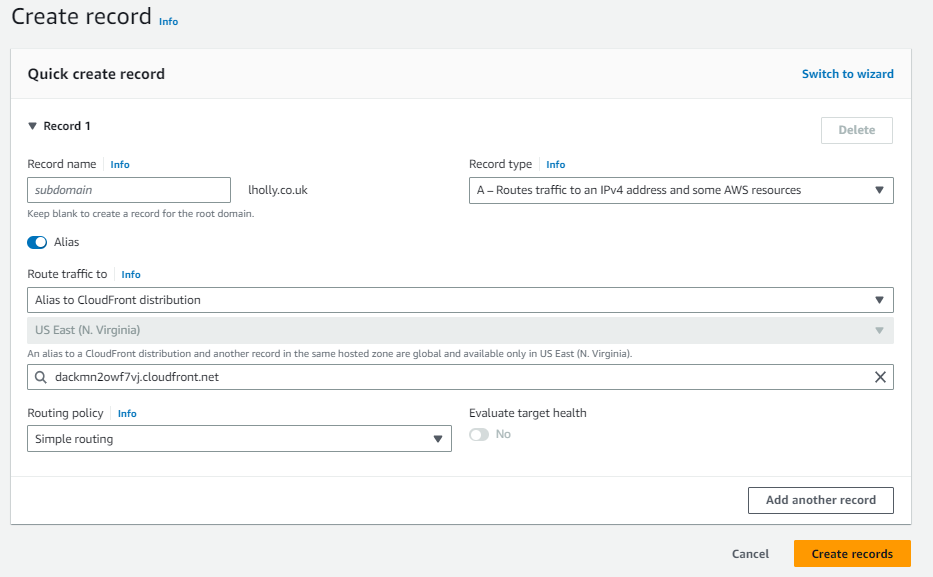 Create record Info
Quick create record Switch to wizard
Record 1
Delete
Record name Info
Record type Info
subdomain
lholly.co.uk
A – Routes traffic to an IPv4 address and some AWS resources
Keep blank to create a record for the root domain.
Alias
Route traffic to Info
Alias to CloudFront distribution
US East (N. Virginia)
An alias to a CloudFront distribution and another record in the same hosted zone are global and available only in US East (N. Virginia).
dackmn2owf7vj.cloudfront.net
Routing policy Info
Evaluate target health
Simple routing
No
Add another record
Cancel Create records